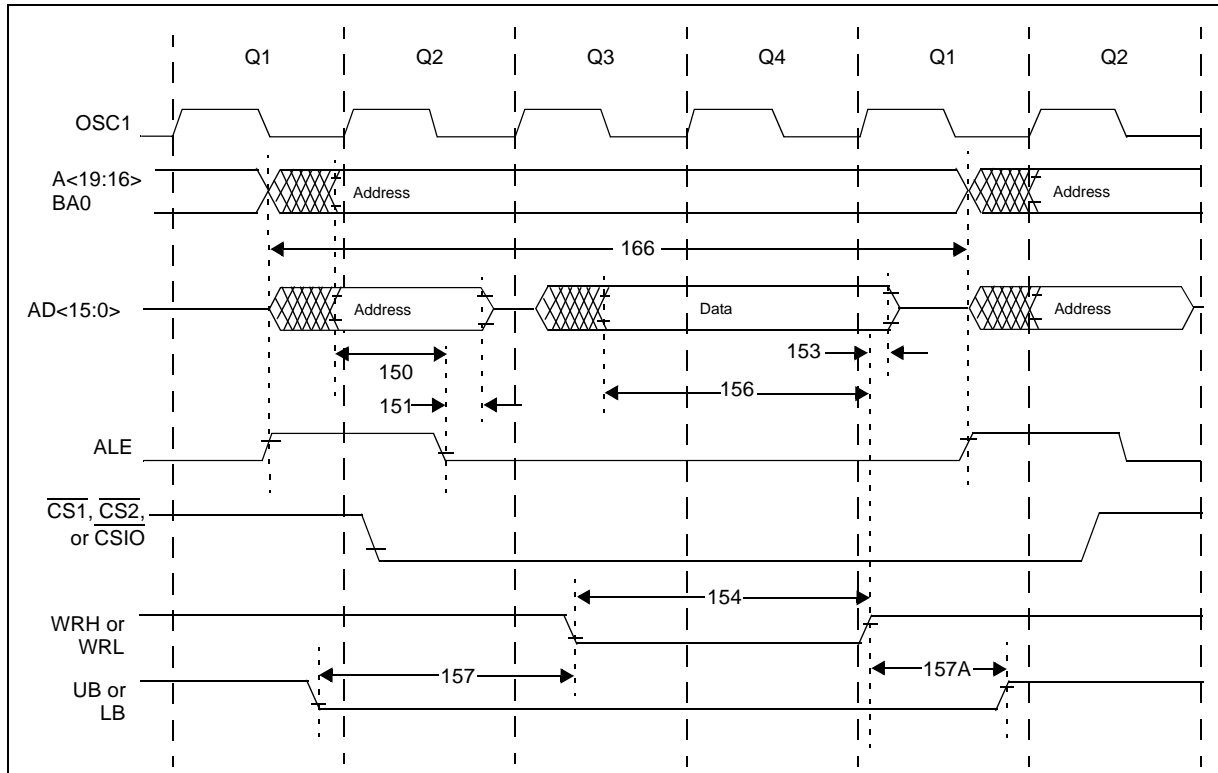 Q1 Q2 Q3 Q4 Q1 Q2
OSC1
A<19:16>
BA0
Address
Address
166
AD<15:0>
Address
Data
Address
153
150
156
151
ALE
CS1, CS2,
or CSIO
154
WRH or
WRL
157
157A
UB or
LB